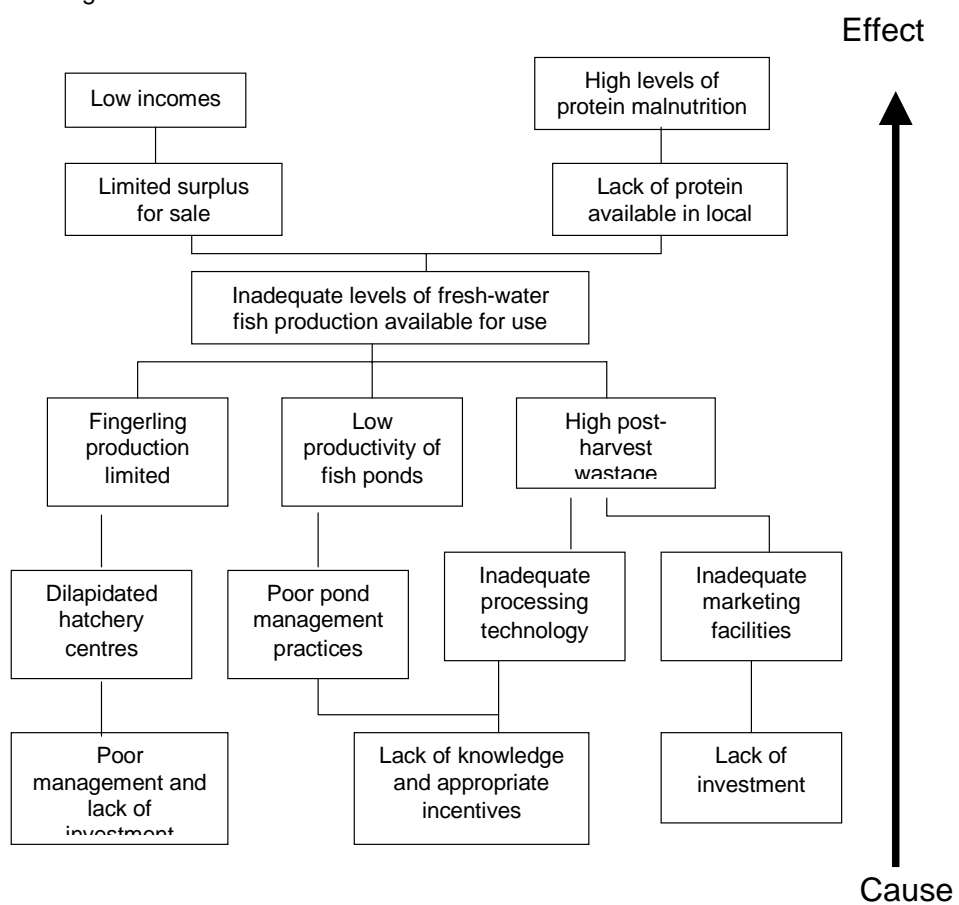 Effect
Low incomes
High levels of
protein malnutrition
Limited surplus
for sale
Lack of protein
available in local
Inadequate levels of fresh-water
fish production available for use
Fingerling
production
limited
Low
productivity of
fish ponds
High post-
harvest
wastage
Dilapidated
hatchery
centres
Poor pond
management
practices
Inadequate
processing
technology
Inadequate
marketing
facilities
Poor
management and
lack of
investment
Lack of knowledge
and appropriate
incentives
Lack of
investment
Cause